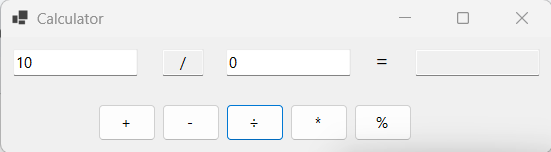 Calculator
10 / 0 =
+ - ÷ * %